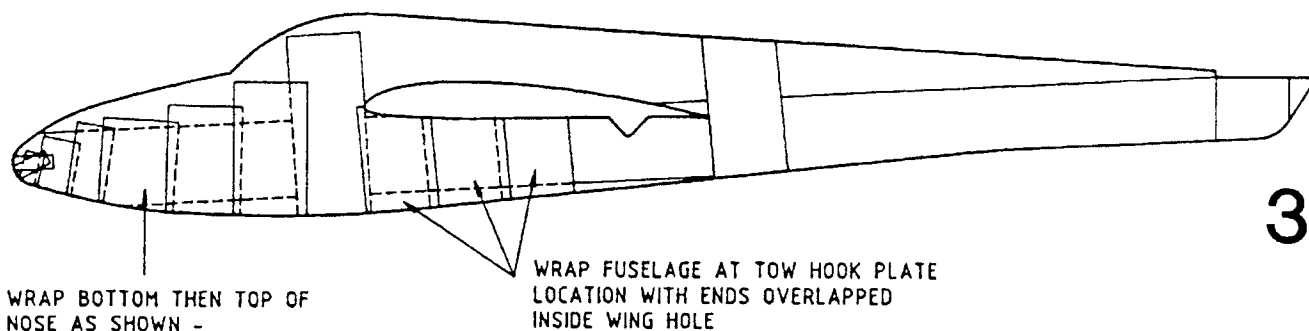 3
WRAP BOTTOM THEN TOP OF
NOSE AS SHOWN -
WRAP FUSELAGE AT TOW HOOK PLATE
LOCATION WITH ENDS OVERLAPPED
INSIDE WING HOLE